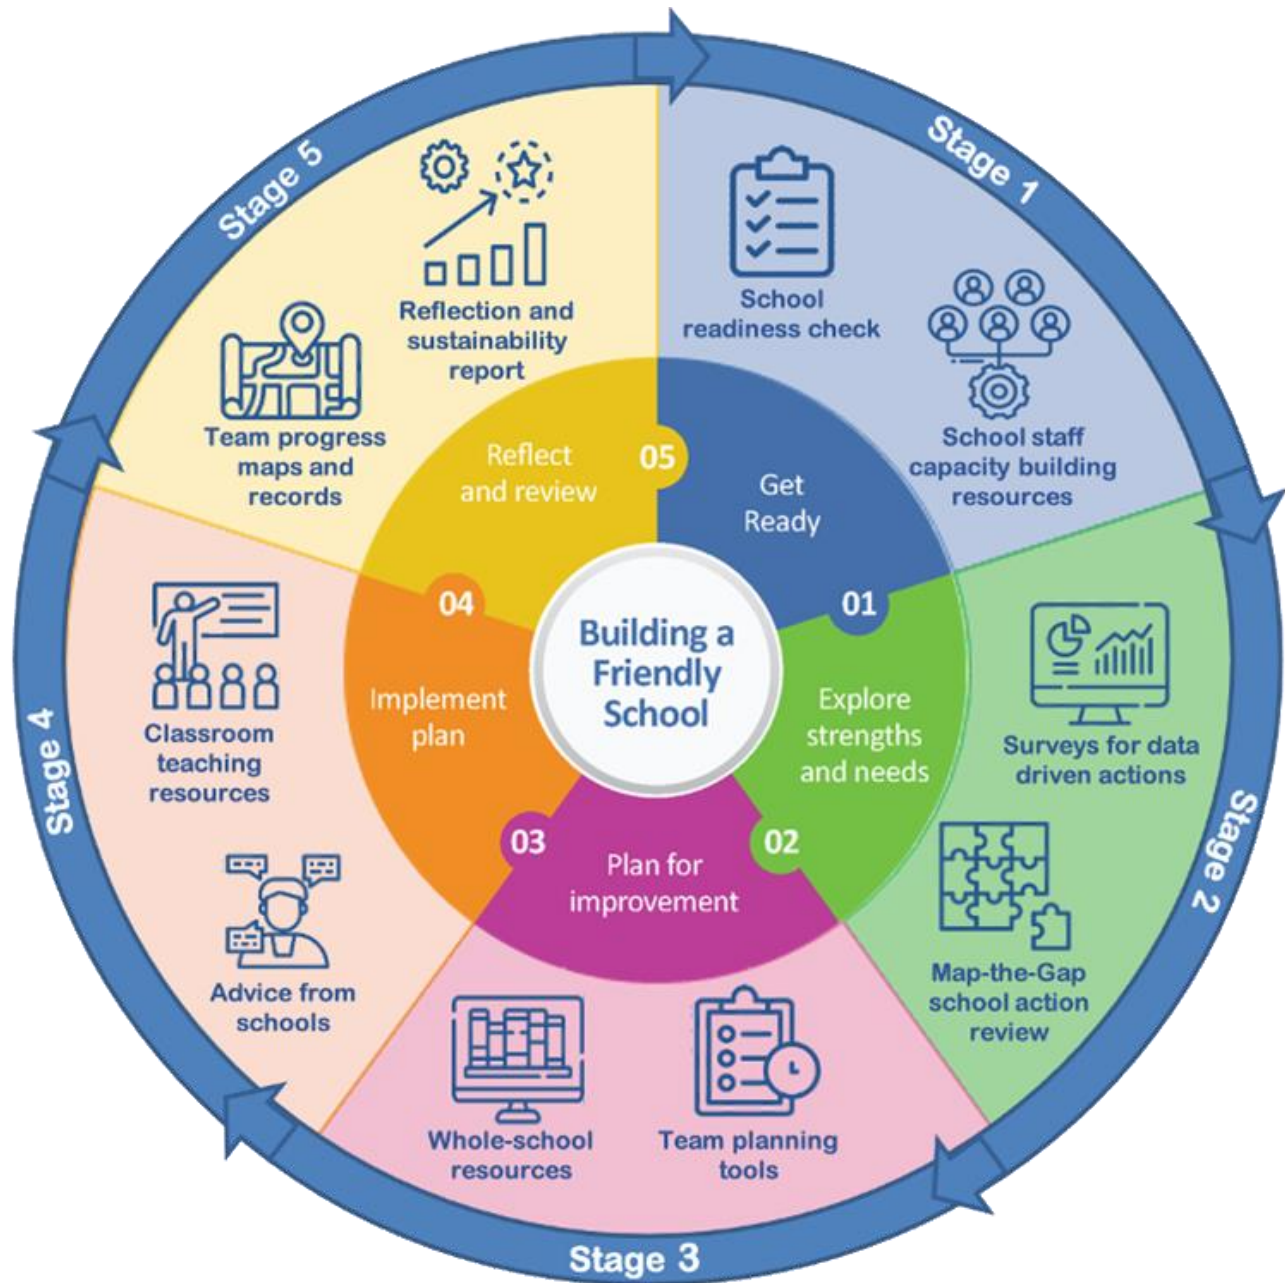 Building a
Friendly
School
Stage 1
School
readiness check
School staff
capacity building
resources
Get
Ready
01
Stage 2
Surveys for data
driven actions
Map-the-Gap
school action
review
Explore
strengths
and needs
02
Stage 3
Team planning
tools
Whole-school
resources
Plan for
improvement
03
Stage 4
Advice from
schools
Classroom
teaching
resources
Implement
plan
04
Stage 5
Team progress
maps and
records
Reflection and
sustainability
report
Reflect
and review
05